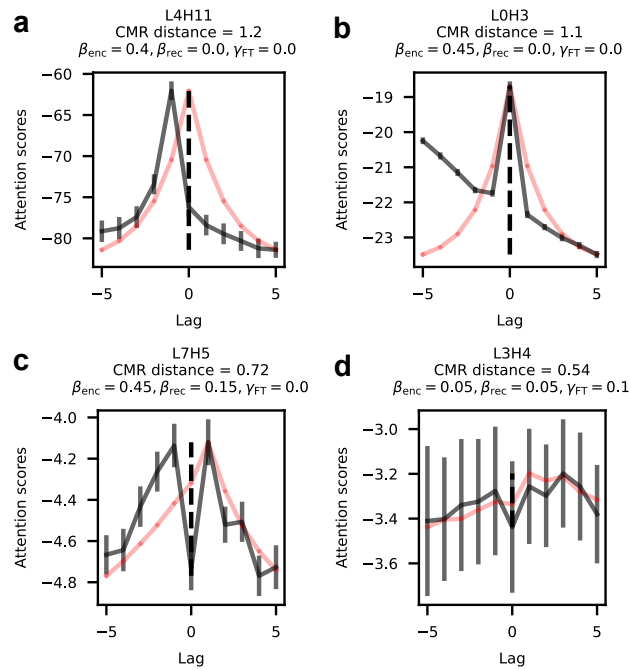 a
L4H11
CMR distance = 1.2
βenc = 0.4, βrec = 0.0, γFT = 0.0
Attention scores
−60
−65
−70
−75
−80
−5 0 5
Lag
b
L0H3
CMR distance = 1.1
βenc = 0.45, βrec = 0.0, γFT = 0.0
Attention scores
−19
−20
−21
−22
−23
−5 0 5
Lag
c
L7H5
CMR distance = 0.72
βenc = 0.45, βrec = 0.15, γFT = 0.0
Attention scores
−4.0
−4.2
−4.4
−4.6
−4.8
−5 0 5
Lag
d
L3H4
CMR distance = 0.54
βenc = 0.05, βrec = 0.05, γFT = 0.1
Attention scores
−3.0
−3.2
−3.4
−3.6
−5 0 5
Lag